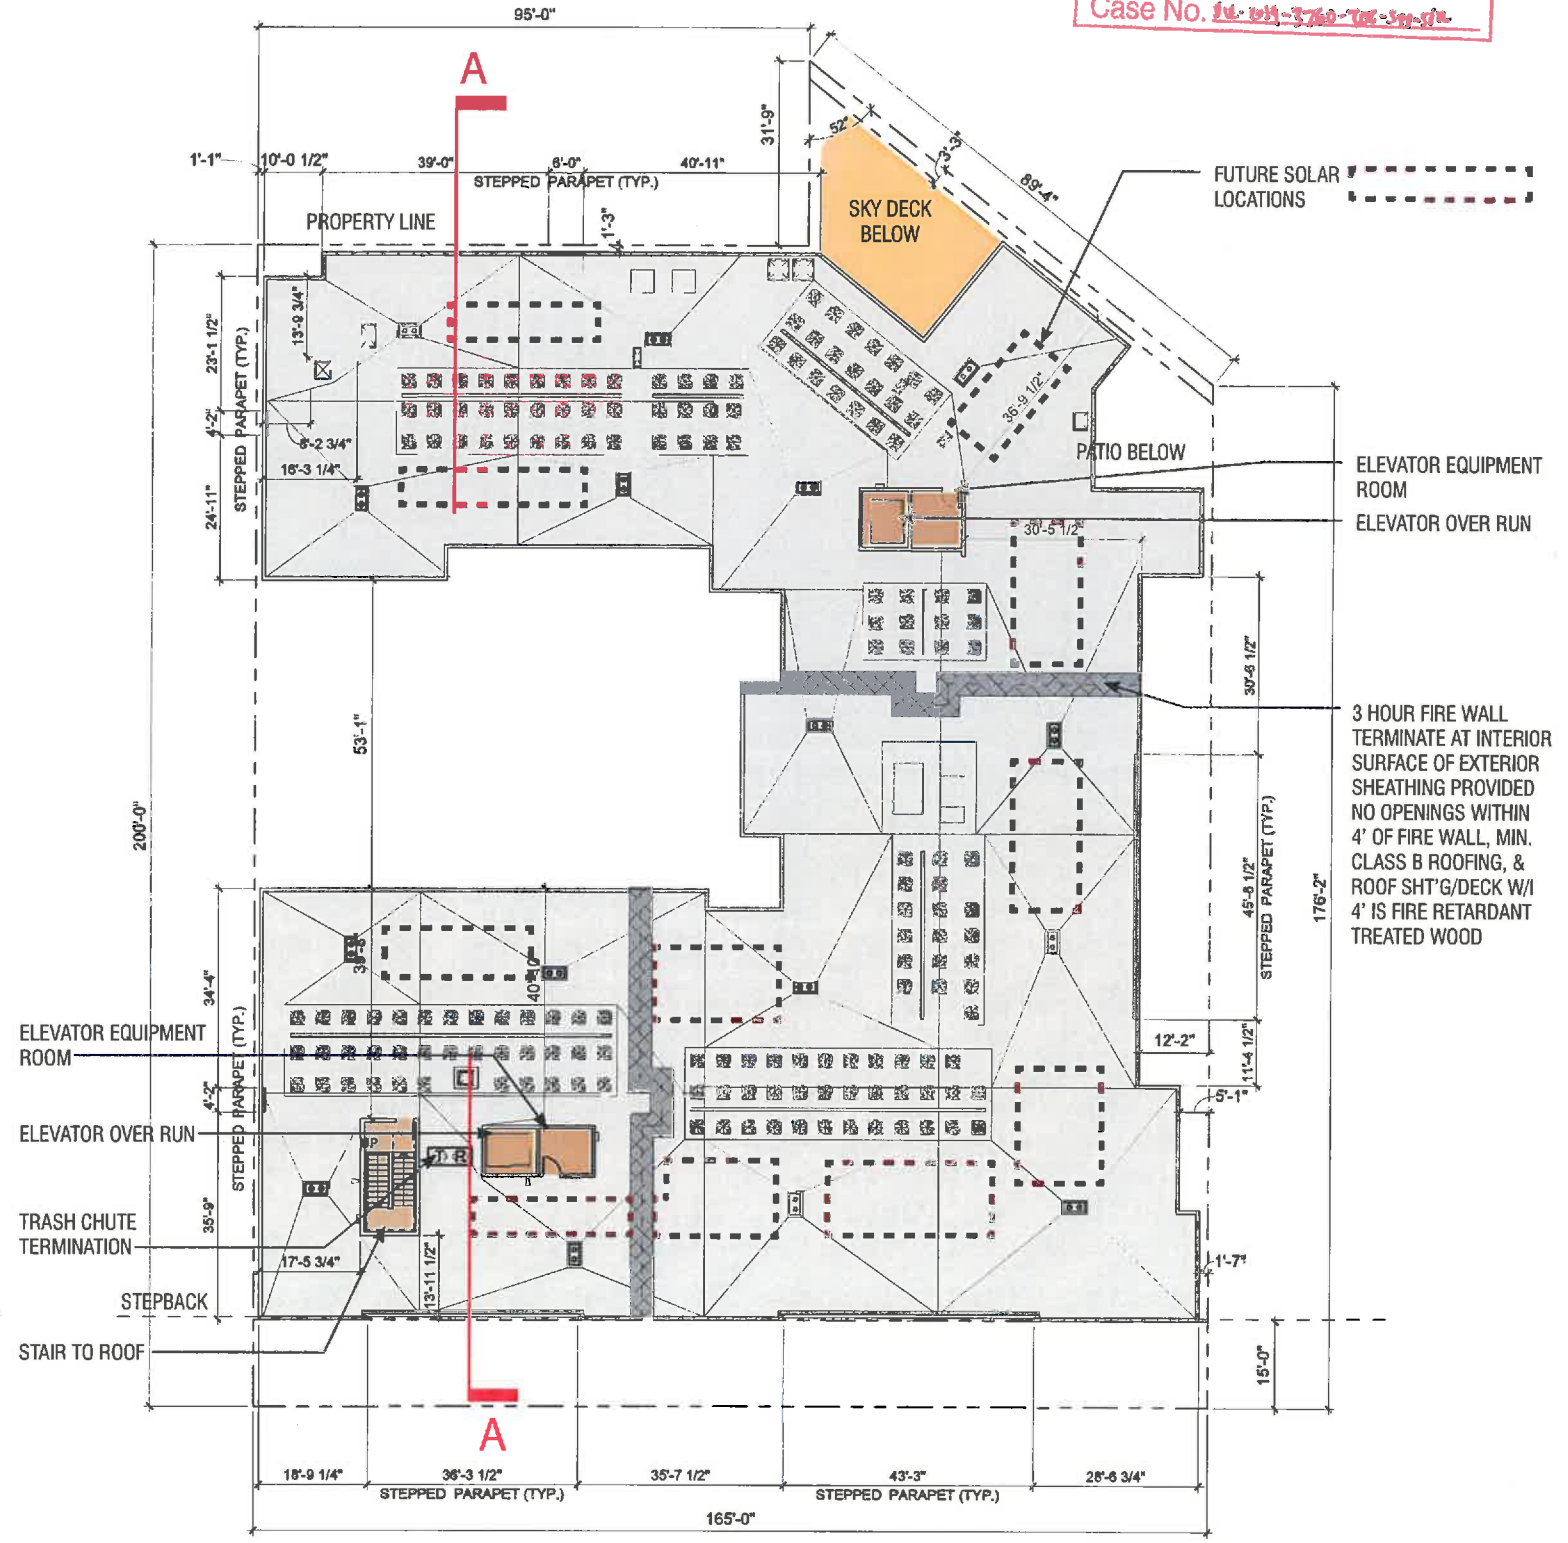 Case No.
95'-0"
A
31'-9"
52°
3'-3"
89'-4"
1'-1"
10'-0 1/2"
39'-0"
6'-0"
40'-11"
STEPPED PARAPET (TYP.)
FUTURE SOLAR
LOCATIONS
SKY DECK
BELOW
PROPERTY LINE
1'-3"
13'-9 3/4"
23'-1 1/2"
STEPPED PARAPET (TYP.)
4'-2"
8'-2 3/4"
16'-3 1/4"
24'-11"
36'-9 1/2"
PATIO BELOW
ELEVATOR EQUIPMENT
ROOM
ELEVATOR OVER RUN
30'-5 1/2"
30'-6 1/2"
3 HOUR FIRE WALL
TERMINATE AT INTERIOR
SURFACE OF EXTERIOR
SHEATHING PROVIDED
NO OPENINGS WITHIN
4' OF FIRE WALL, MIN.
CLASS B ROOFING, &
ROOF SHT'G/DECK W/I
4' IS FIRE RETARDANT
TREATED WOOD
53'-1"
200'-0"
45'-8 1/2"
STEPPED PARAPET (TYP.)
176'-2"
34'-4"
ELEVATOR EQUIPMENT
ROOM
12'-2"
11'-4 1/2"
5'-1"
4'-2"
STEPPED PARAPET (TYP.)
ELEVATOR OVER RUN
T R
35'-9"
TRASH CHUTE
TERMINATION
17'-5 3/4"
13'-11 1/2"
1'-7"
STEPBACK
STAIR TO ROOF
15'-0"
A
18'-9 1/4"
36'-3 1/2"
35'-7 1/2"
43'-3"
28'-6 3/4"
STEPPED PARAPET (TYP.)
STEPPED PARAPET (TYP.)
165'-0"